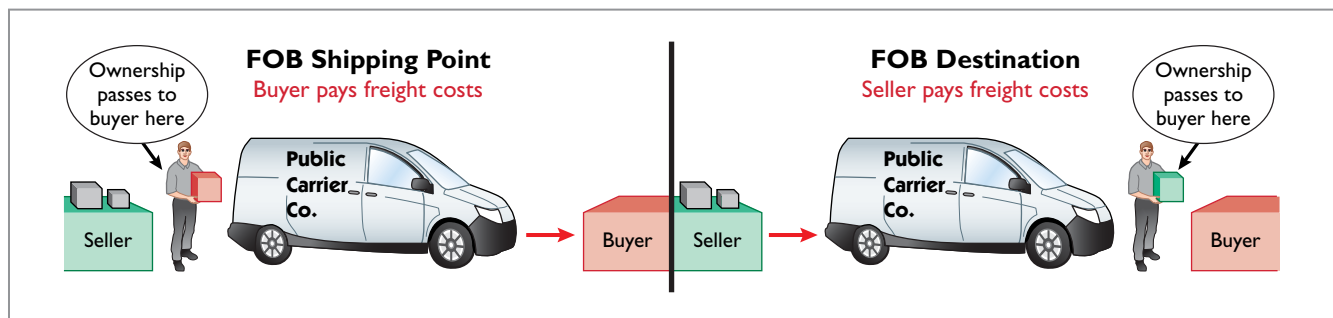 FOB Shipping Point
Buyer pays freight costs
Ownership
passes to
buyer here
Public
Carrier
Co.
Seller
Buyer
FOB Destination
Seller pays freight costs
Ownership
passes to
buyer here
Public
Carrier
Co.
Seller
Buyer